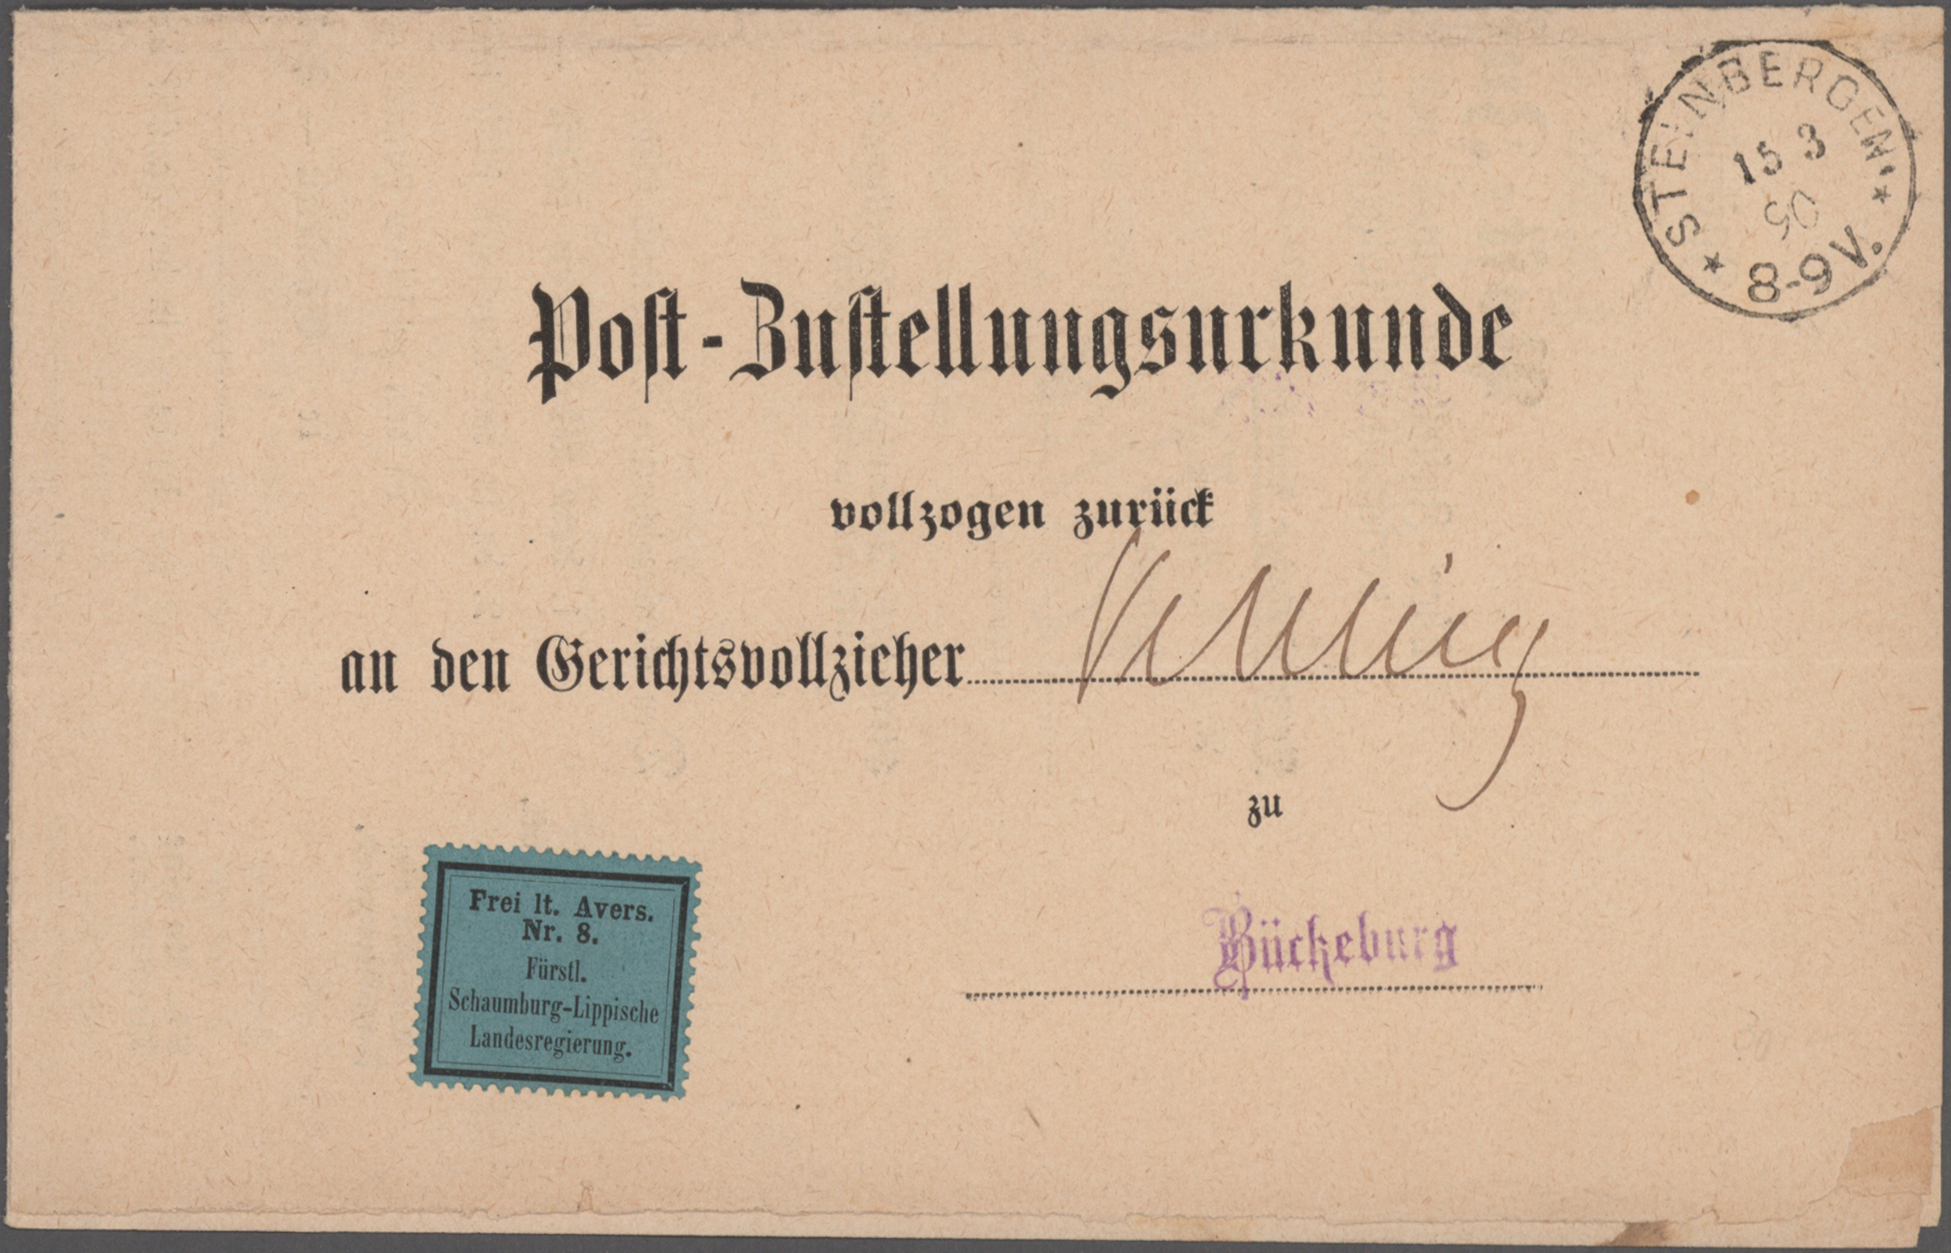 STEINBERGEN
15 3
90
8-9 V.
Post-Zustellungsurkunde
vollzogen zurück
an den Gerichtsvollzieher
zu
Bückeburg
Frei lt. Avers.
Nr. 8.
Fürstl.
Schaumburg-Lippische
Landesregierung.